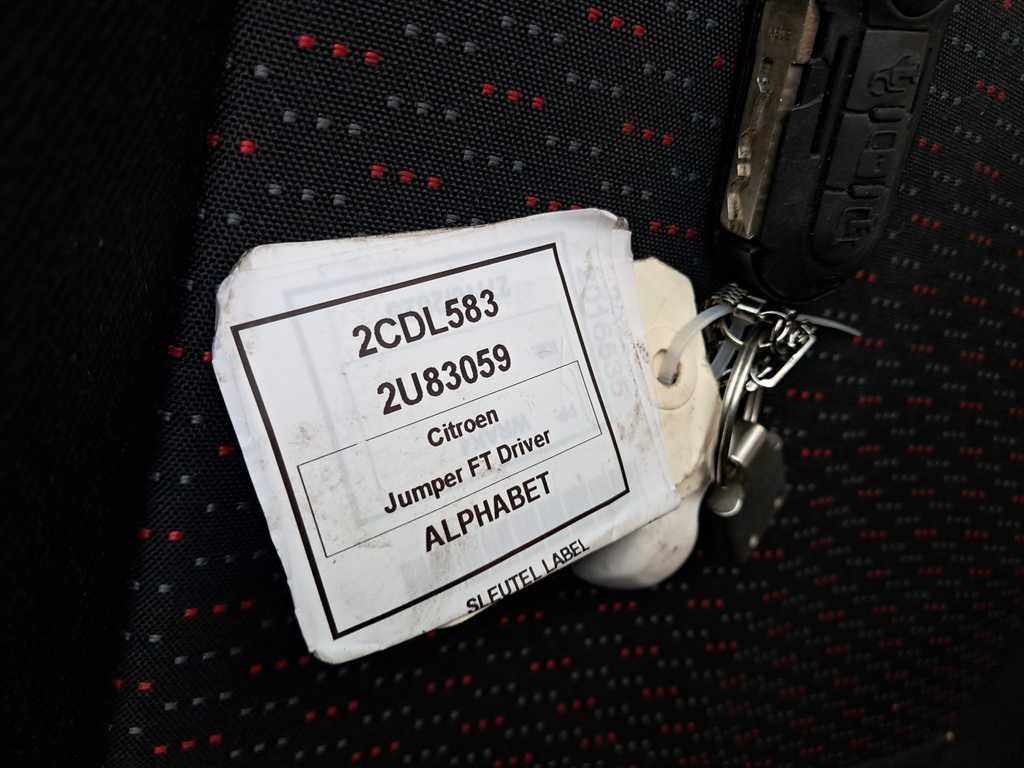 2CDL583
2U83059
Citroen
Jumper FT Driver
ALPHABET
SLEUTEL LABEL